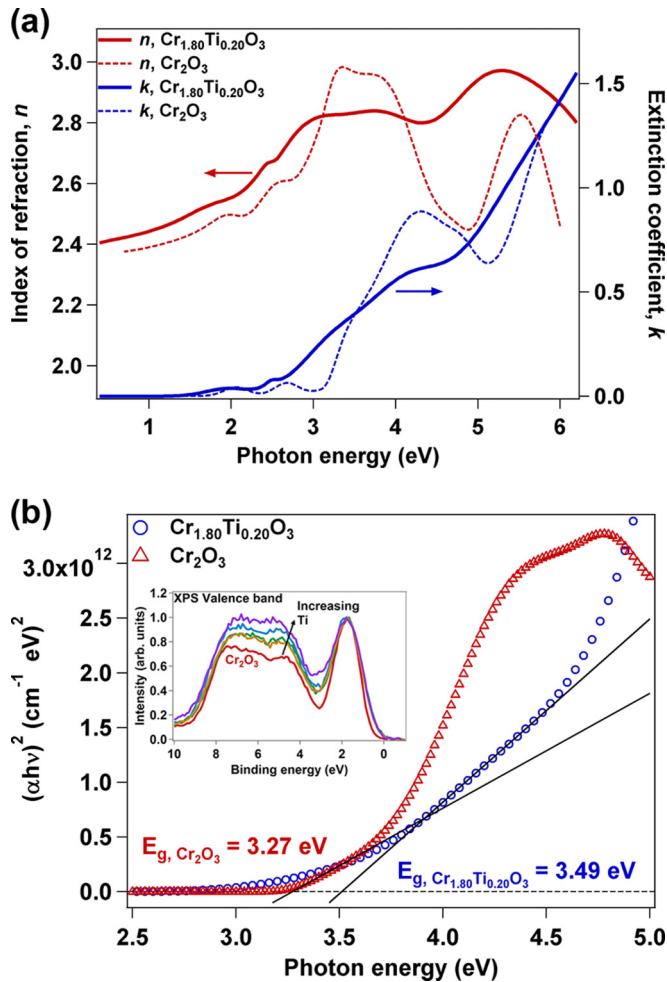 (a)
n, Cr1.80Ti0.20O3
n, Cr2O3
k, Cr1.80Ti0.20O3
k, Cr2O3
Index of refraction, n
3.0
2.8
2.6
2.4
2.2
2.0
Extinction coefficient, k
1.5
1.0
0.5
0.0
1 2 3 4 5 6
Photon energy (eV)
(b)
Cr1.80Ti0.20O3
Cr2O3
(αhν)2 (cm-1 eV)2
3.0x1012
2.5
2.0
1.5
1.0
0.5
0.0
XPS Valence band
Increasing
Ti
Cr2O3
Intensity (arb. units)
1.2
1.0
0.8
0.6
0.4
0.2
0.0
10 8 6 4 2 0
Binding energy (eV)
Eg, Cr2O3 = 3.27 eV
Eg, Cr1.80Ti0.20O3 = 3.49 eV
2.5 3.0 3.5 4.0 4.5 5.0
Photon energy (eV)